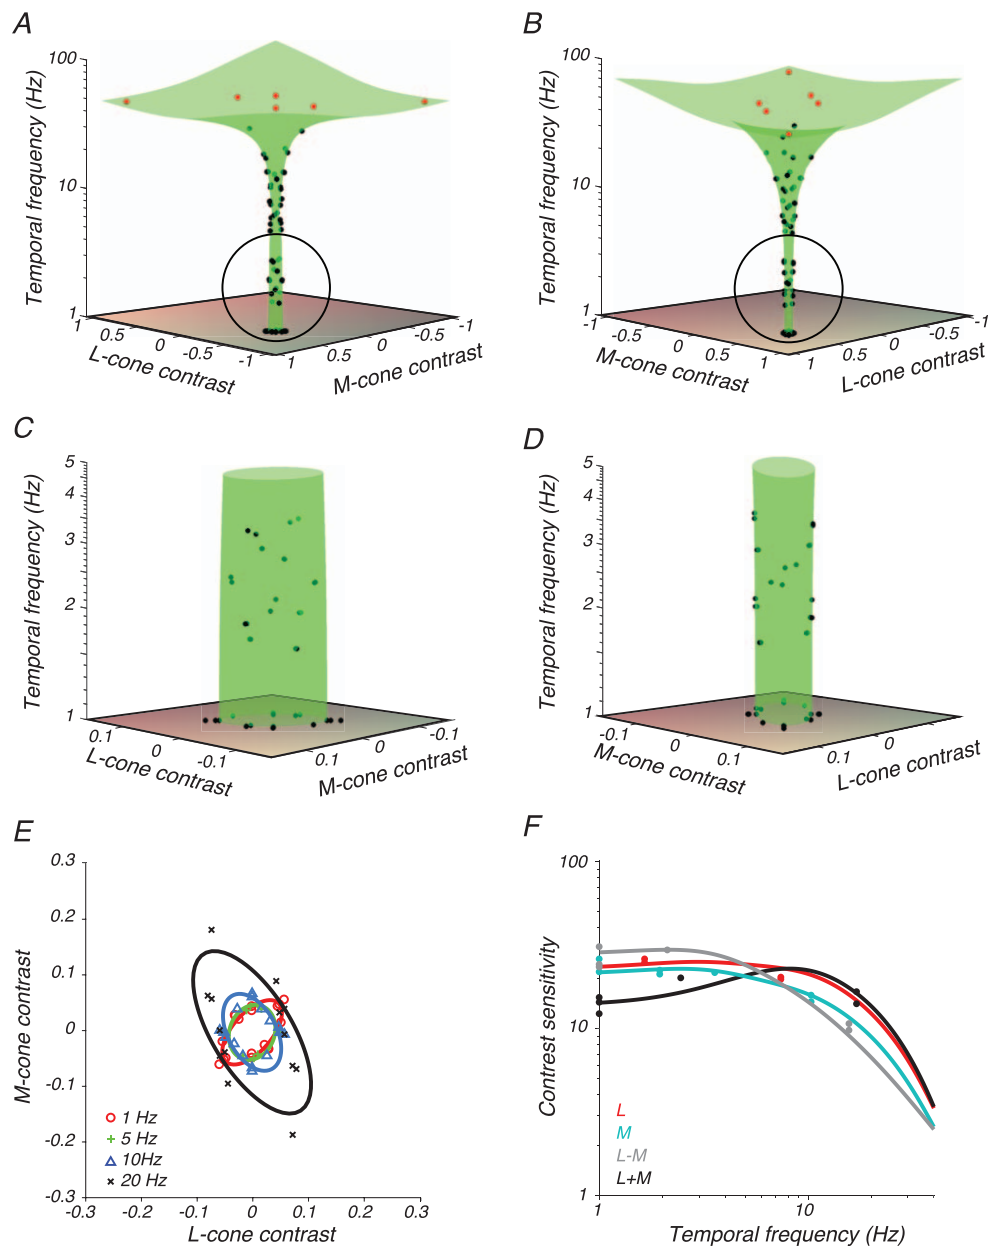 A
B
100
10
1
Temporal frequency (Hz)
1
0.5
0
-0.5
-1
L-cone contrast
1
0.5
0
-0.5
-1
M-cone contrast
100
10
1
Temporal frequency (Hz)
-1
-0.5
0
0.5
1
M-cone contrast
1
0.5
0
-0.5
-1
L-cone contrast
C
D
5
4
3
2
1
Temporal frequency (Hz)
0.1
0
-0.1
L-cone contrast
0.1
0
-0.1
M-cone contrast
5
4
3
2
1
Temporal frequency (Hz)
-0.1
0
0.1
M-cone contrast
0.1
0
L-cone contrast
E
F
0.3
0.2
0.1
0
-0.1
-0.2
-0.3
M-cone contrast
1 Hz
5 Hz
10Hz
20 Hz
-0.3
-0.2
-0.1
0
0.1
0.2
0.3
L-cone contrast
100
10
1
Contrest sensitivity
L
M
L-M
L+M
1
10
Temporal frequency (Hz)